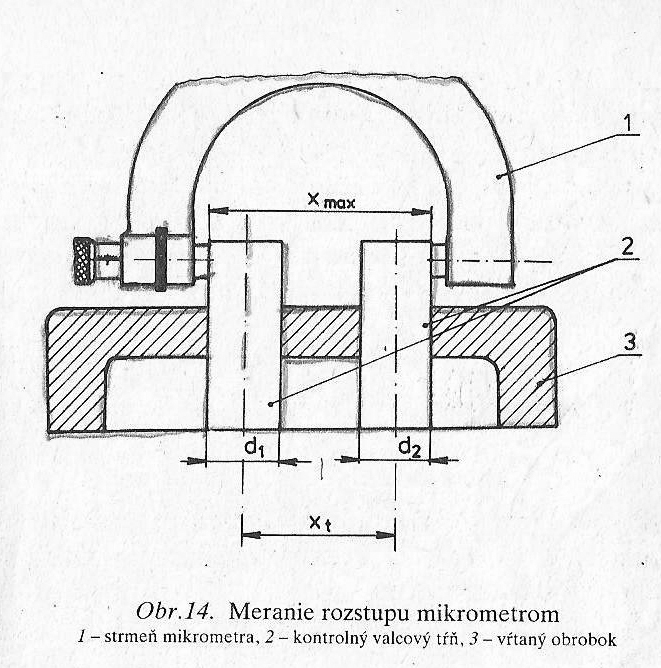 1
x max
2
3
d1
d2
xt
Obr.14. Meranie rozstupu mikrometrom
1 – strmeň mikrometra, 2 – kontrolný valcový tŕň, 3 – vŕtaný obrobok